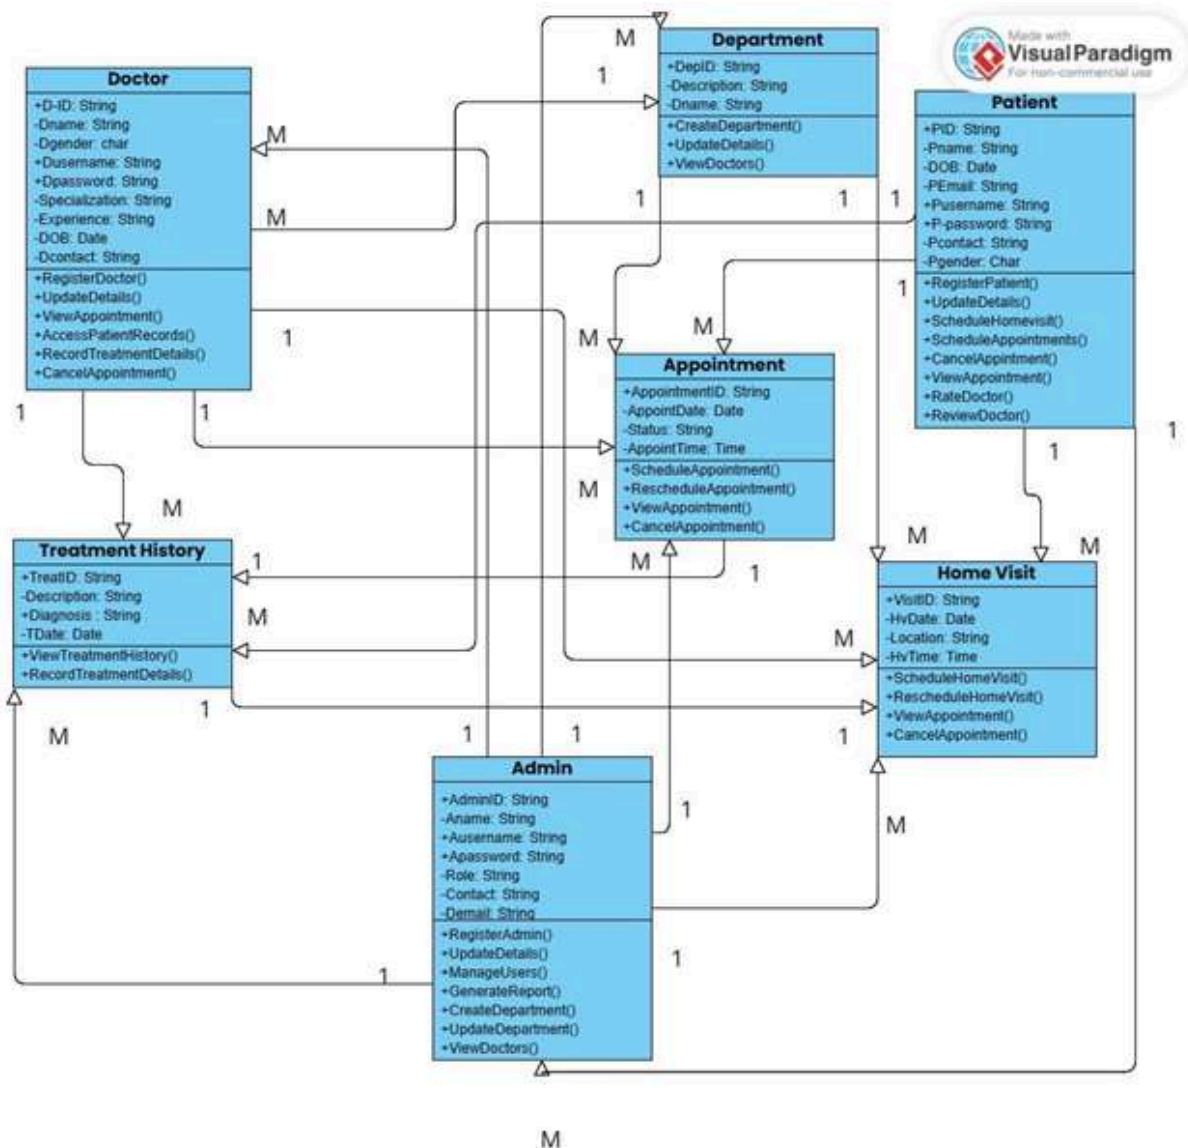 Made with
Visual Paradigm
For non-commercial use
Doctor
+D-ID: String
-Dname: String
-Dgender: char
+Dusername: String
+Dpassword: String
-Specialization: String
-Experience: String
-DOB: Date
-Dcontact: String
+RegisterDoctor()
+UpdateDetails()
+ViewAppointment()
+AccessPatientRecords()
+RecordTreatmentDetails()
+CancelAppointment()
Department
+DepID: String
-Description: String
-Dname: String
+CreateDepartment()
+UpdateDetails()
+ViewDoctors()
Patient
+PID: String
-Pname: String
-DOB: Date
-PEmail: String
+Pusername: String
+P-password: String
-Pcontact: String
-Pgender: Char
+RegisterPatient()
+UpdateDetails()
+ScheduleHomevisit()
+ScheduleAppointments()
+CancelAppintment()
+ViewAppointment()
+RateDoctor()
+ReviewDoctor()
Appointment
+AppointmentID: String
-AppointDate: Date
-Status: String
-AppointTime: Time
+ScheduleAppointment()
+RescheduleAppointment()
+ViewAppointment()
+CancelAppointment()
Treatment History
+TreatID: String
-Description: String
+Diagnosis : String
-TDate: Date
+ViewTreatmentHistory()
+RecordTreatmentDetails()
Home Visit
+VisitID: String
-HvDate: Date
-Location: String
-HvTime: Time
+ScheduleHomeVisit()
+RescheduleHomeVisit()
+ViewAppointment()
+CancelAppointment()
Admin
+AdminID: String
-Aname: String
+Ausername: String
+Apassword: String
-Role: String
-Contact: String
-Demail: String
+RegisterAdmin()
+UpdateDetails()
+ManageUsers()
+GenerateReport()
+CreateDepartment()
+UpdateDepartment()
+ViewDoctors()
M
1
M
M
1
1
1
1
1
M
M
1
1
M
1
1
M
M
M
1
M
1
M
M
1
M
1
1
1
1
M
1
1
M